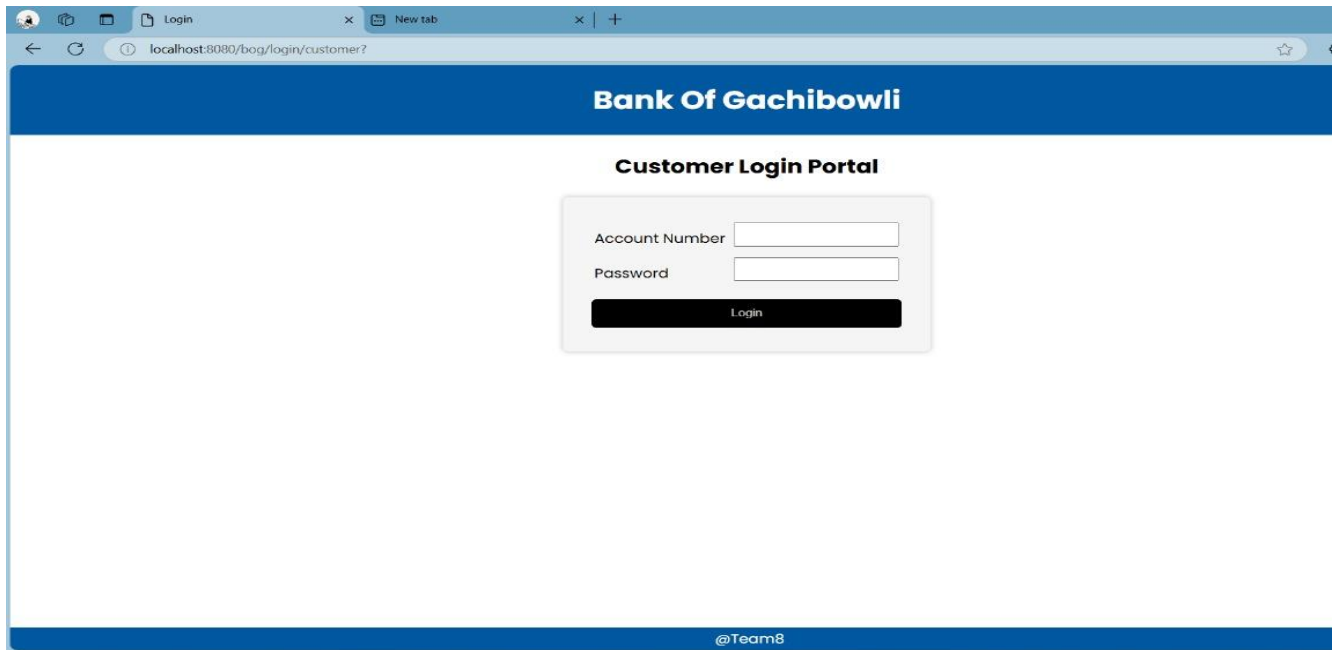 Login
New tab
localhost:8080/bog/login/customer?
Bank Of Gachibowli
Customer Login Portal
Account Number
Password
Login
@Team8